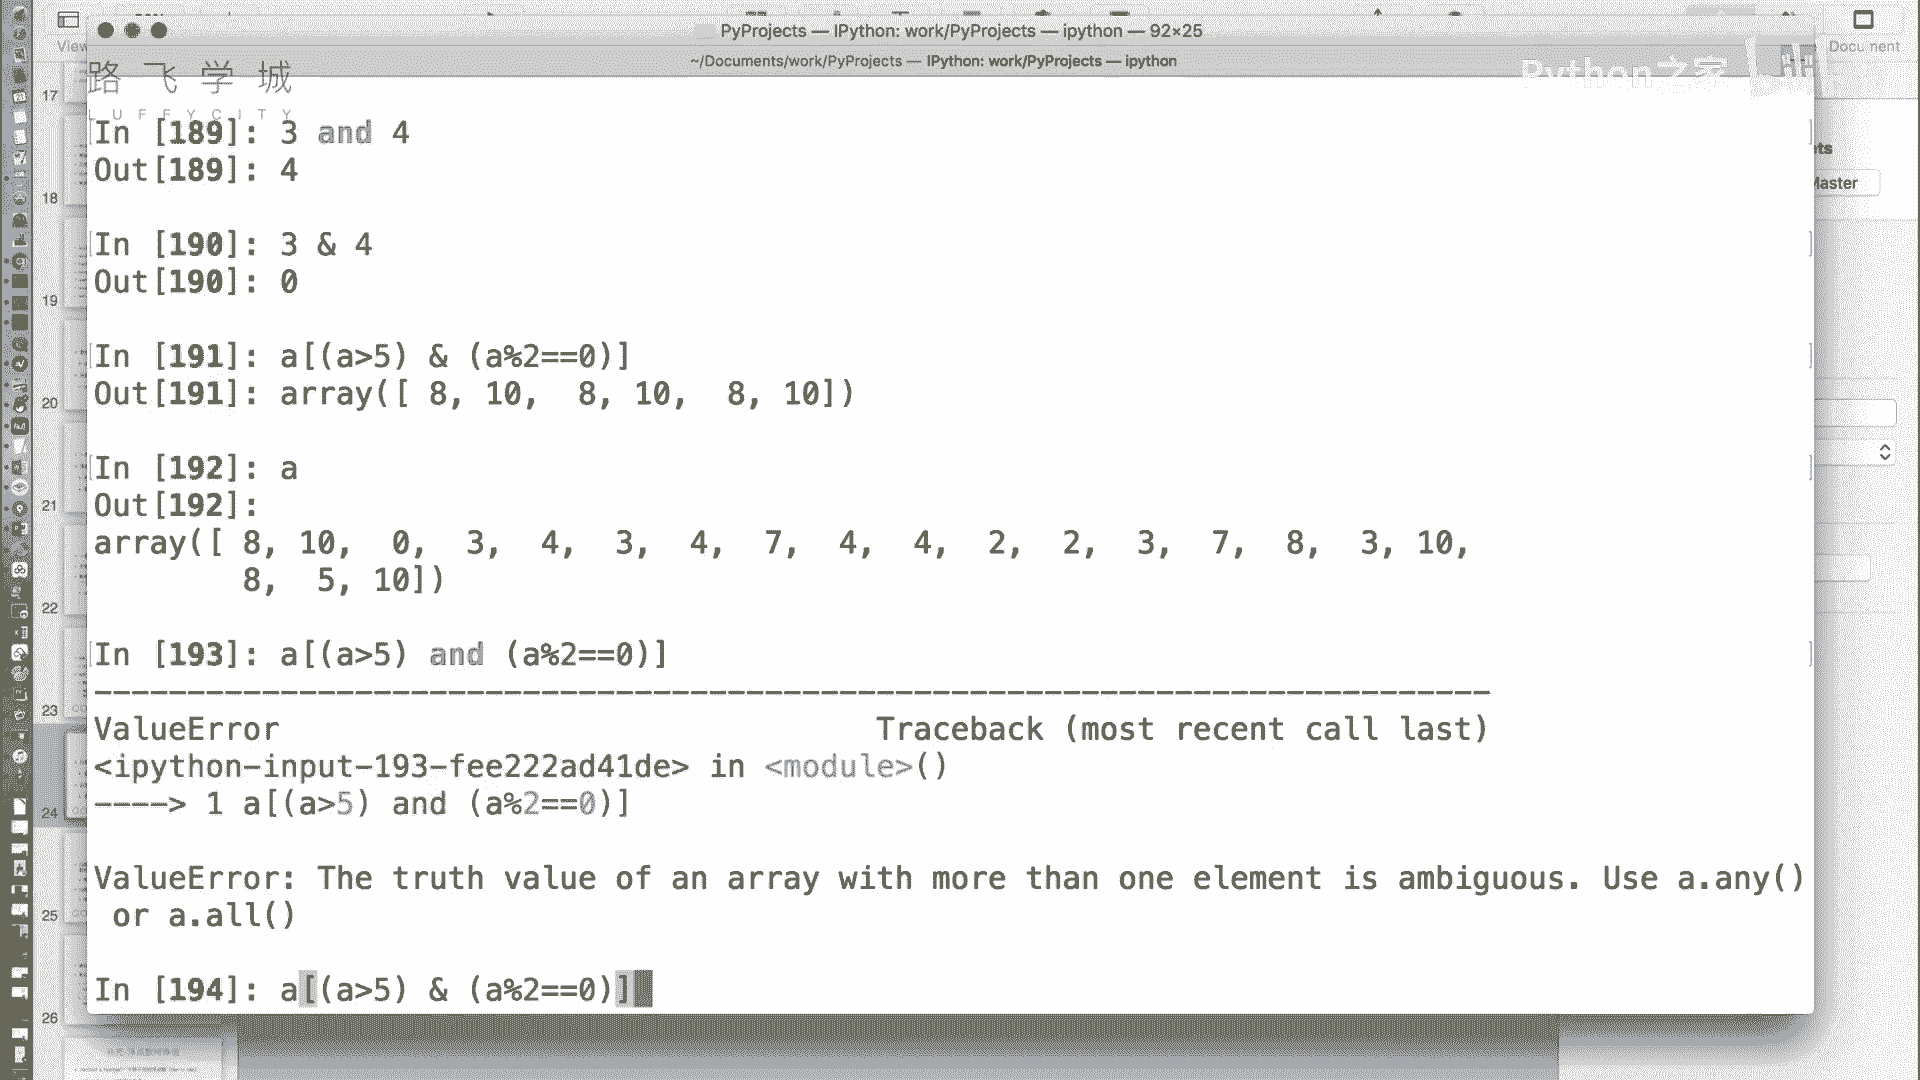 PyProjects — IPython: work/PyProjects — ipython — 92×25
View
Docu nent
~/Documents/work/PyProjects — IPython: work/PyProjects — ipython
路飞学城
LUFFYCITY
Python之家
In [189]: 3 and 4
Out[189]: 4
In [190]: 3 & 4
Out[190]: 0
In [191]: a[(a>5) & (a%2==0)]
Out[191]: array([ 8, 10,  8, 10,  8, 10])
In [192]: a
Out[192]:
array([ 8, 10,  0,  3,  4,  3,  4,  7,  4,  4,  2,  2,  3,  7,  8,  3, 10,
        8,  5, 10])
In [193]: a[(a>5) and (a%2==0)]
---------------------------------------------------------------------------
ValueError                                Traceback (most recent call last)
<ipython-input-193-fee222ad41de> in <module>()
----> 1 a[(a>5) and (a%2==0)]
ValueError: The truth value of an array with more than one element is ambiguous. Use a.any()
 or a.all()
In [194]: a[(a>5) & (a%2==0)]
17
18
19
20
21
22
23
24
25
26
ets
Master